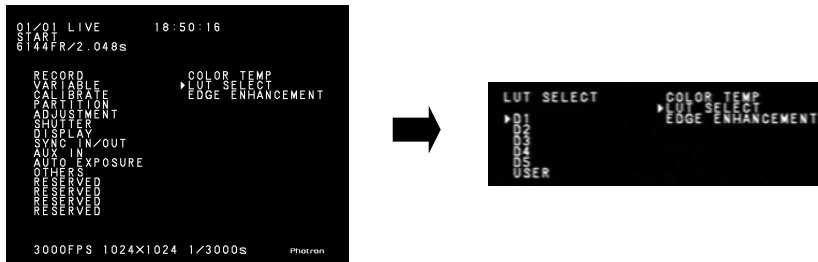 01/01 LIVE 18:50:16
START
6144FR/2.048s
RECORD
VARIABLE
CALIBRATE
PARTITION
ADJUSTMENT
SHUTTER
DISPLAY
SYNC IN/OUT
AUX IN
AUTO EXPOSURE
OTHERS
RESERVED
RESERVED
RESERVED
RESERVED
COLOR TEMP
▶LUT SELECT
EDGE ENHANCEMENT
3000FPS 1024×1024 1/3000s Photron
LUT SELECT
▶D1
D2
D3
D4
D5
USER
COLOR TEMP
▶LUT SELECT
EDGE ENHANCEMENT